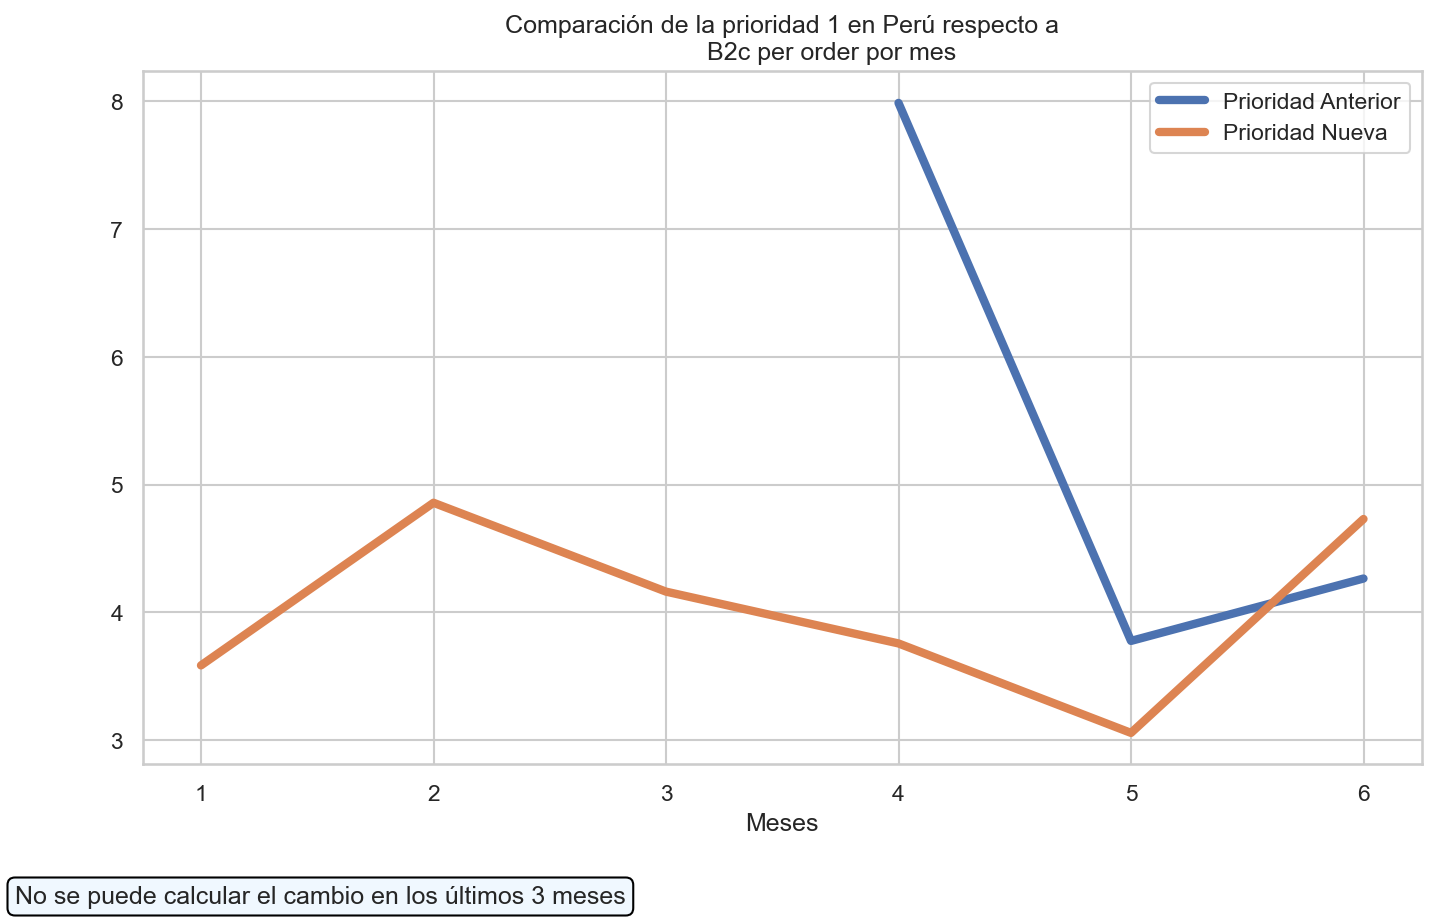 Comparación de la prioridad 1 en Perú respecto a
B2c per order por mes
Prioridad Anterior
Prioridad Nueva
8
7
6
5
4
3
1 2 3 4 5 6
Meses
No se puede calcular el cambio en los últimos 3 meses